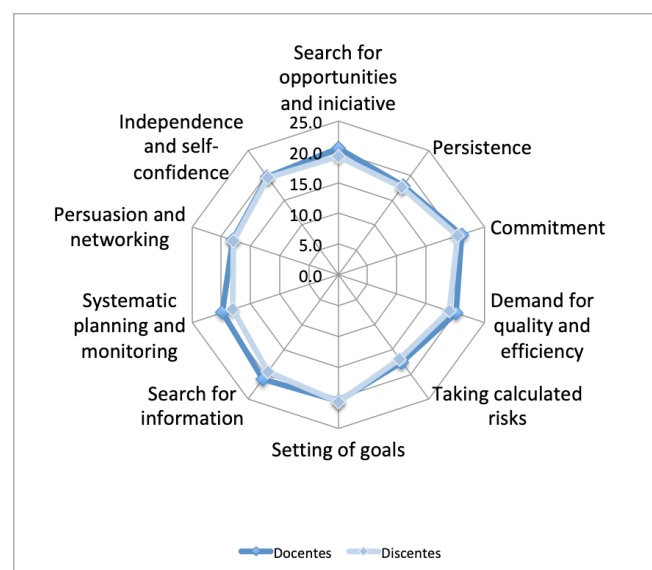 Search for
opportunities
and iniciative
Independence
and self-
confidence
Persistence
Persuasion and
networking
Commitment
Systematic
planning and
monitoring
Demand for
quality and
efficiency
Search for
information
Taking calculated
risks
Setting of goals
25.0
20.0
15.0
10.0
5.0
0.0
Docentes
Discentes